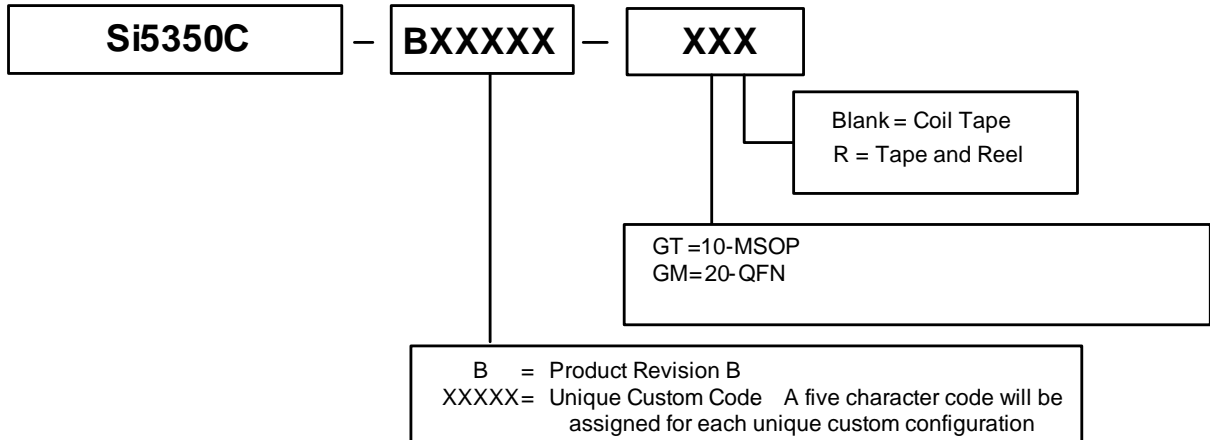 Si5350C – BXXXXX – XXX
Blank = Coil Tape
R = Tape and Reel
GT =10-MSOP
GM=20-QFN
B = Product Revision B
XXXXX= Unique Custom Code A five character code will be
assigned for each unique custom configuration